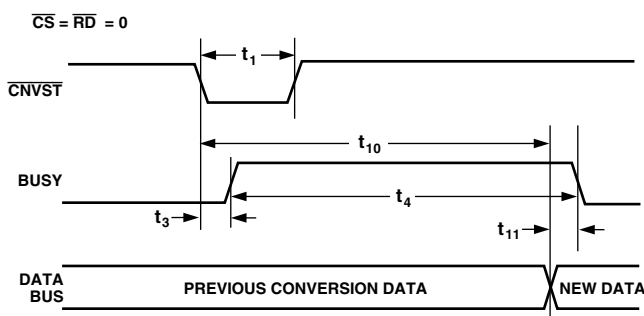 CS = RD = 0
t1
CNVST
t10
BUSY
t3
t4
t11
DATA
BUS
PREVIOUS CONVERSION DATA
NEW DATA